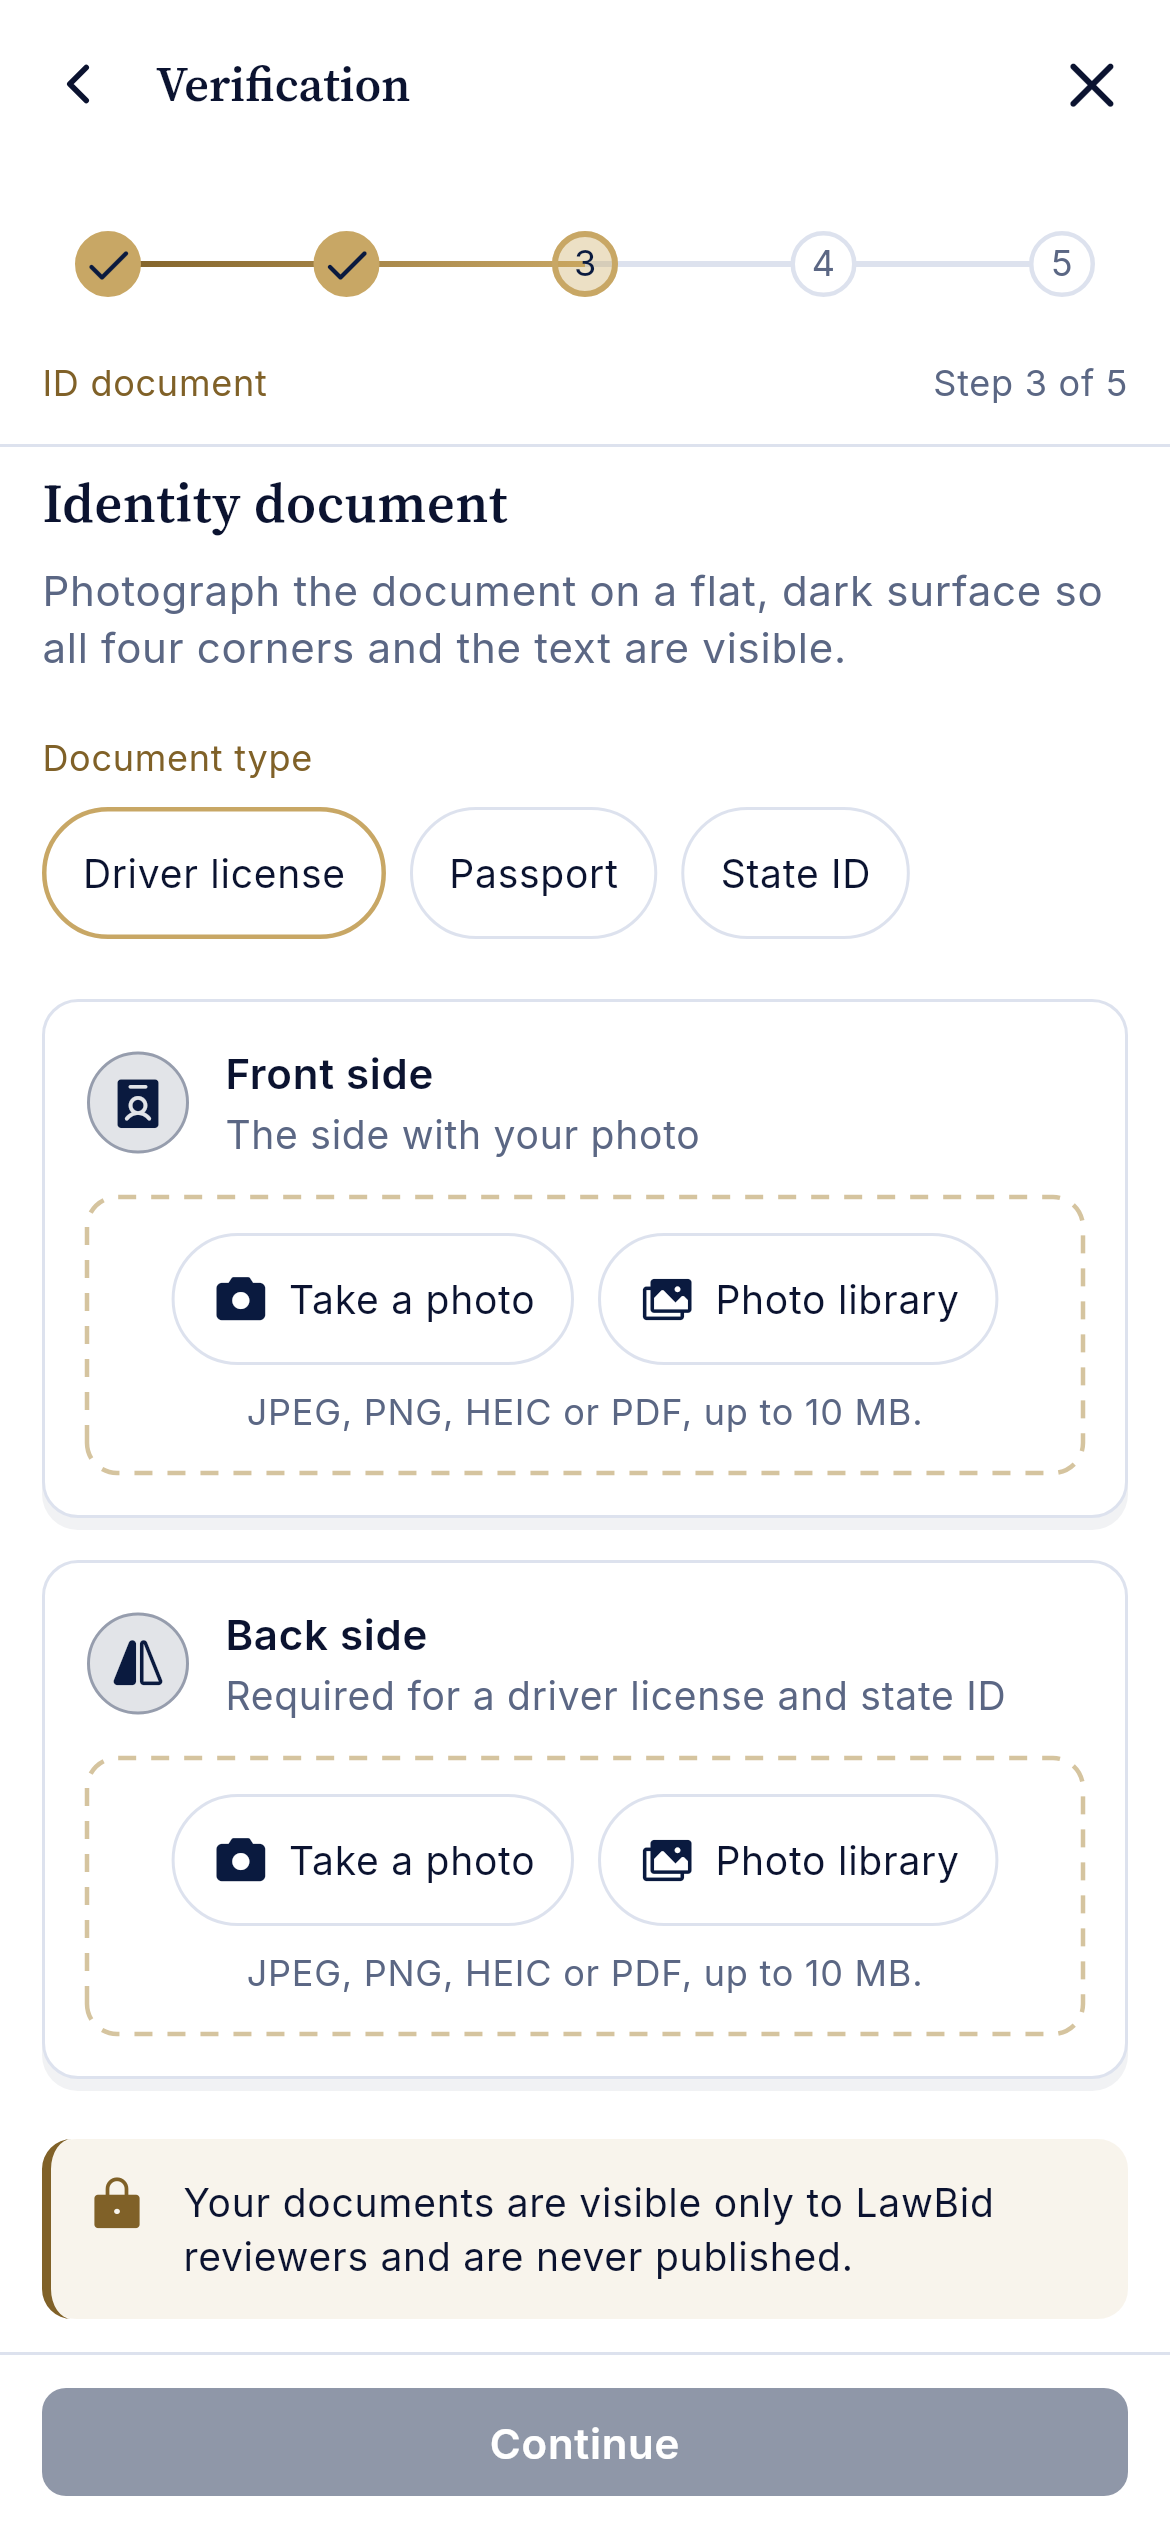 Verification
3
4
5
ID document
Step 3 of 5
Identity document
Photograph the document on a flat, dark surface so
all four corners and the text are visible.
Document type
Driver license
Passport
State ID
Front side
The side with your photo
Take a photo
Photo library
JPEG, PNG, HEIC or PDF, up to 10 MB.
Back side
Required for a driver license and state ID
Take a photo
Photo library
JPEG, PNG, HEIC or PDF, up to 10 MB.
Your documents are visible only to LawBid
reviewers and are never published.
Continue